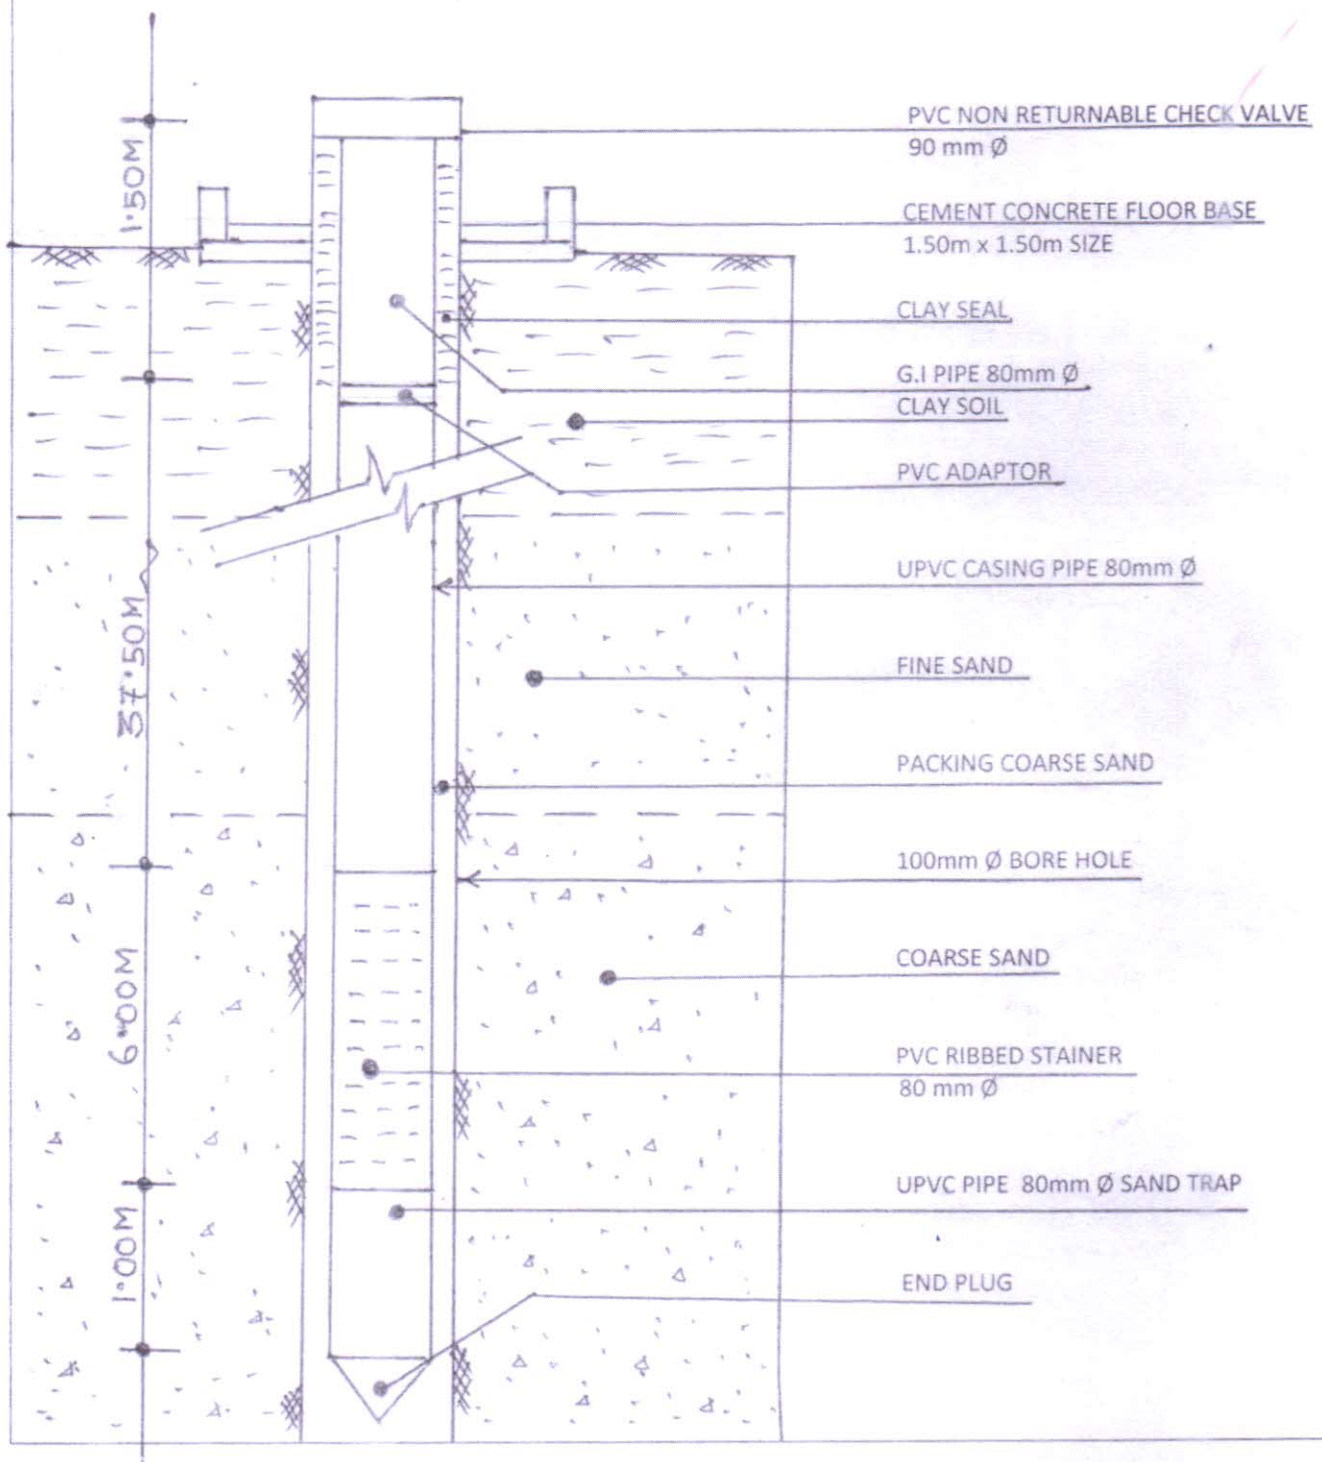 PVC NON RETURNABLE CHECK VALVE
90 mm Ø
CEMENT CONCRETE FLOOR BASE
1.50m x 1.50m SIZE
CLAY SEAL
G.I PIPE 80mm Ø
CLAY SOIL
PVC ADAPTOR
UPVC CASING PIPE 80mm Ø
FINE SAND
PACKING COARSE SAND
100mm Ø BORE HOLE
COARSE SAND
PVC RIBBED STAINER
80 mm Ø
UPVC PIPE 80mm Ø SAND TRAP
END PLUG
1.50M
37.50M
6.00M
1.00M